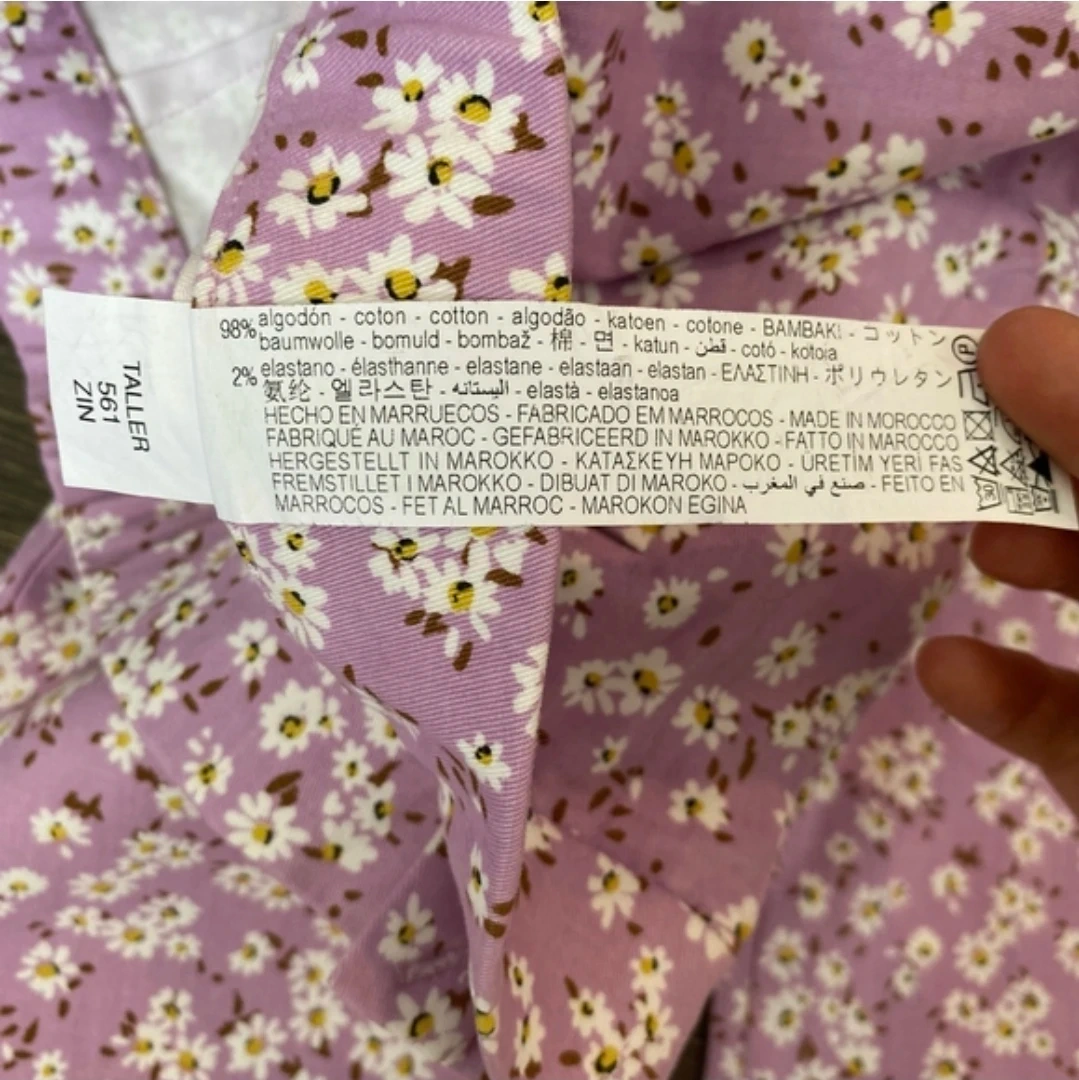 98% algodón - coton - cotton - algodão - katoen - cotone - BAMBAKI - コットン
baumwolle - bomuld - bombaž - 棉 - 면 - katun - قطن - cotó - kotoia
2% elastano - élasthanne - elastane - elastaan - elastan - ΕΛΑΣΤΙΝΗ - ポリウレタン
氨纶 - 엘라스탄 - اليستانه - elastà - elastanoa
HECHO EN MARRUECOS - FABRICADO EM MARROCOS - MADE IN MOROCCO
FABRIQUÉ AU MAROC - GEFABRICEERD IN MAROKKO - FATTO IN MAROCCO
HERGESTELLT IN MAROKKO - ΚΑΤΑΣΚΕΥΗ ΜΑΡΟΚΟ - ÜRETİM YERİ FAS
FREMSTILLET I MAROKKO - DIBUAT DI MAROKO - صنع في المغرب - FEITO EN
MARROCOS - FET AL MARROC - MAROKON EGINA
TALLER
561
ZIN
P